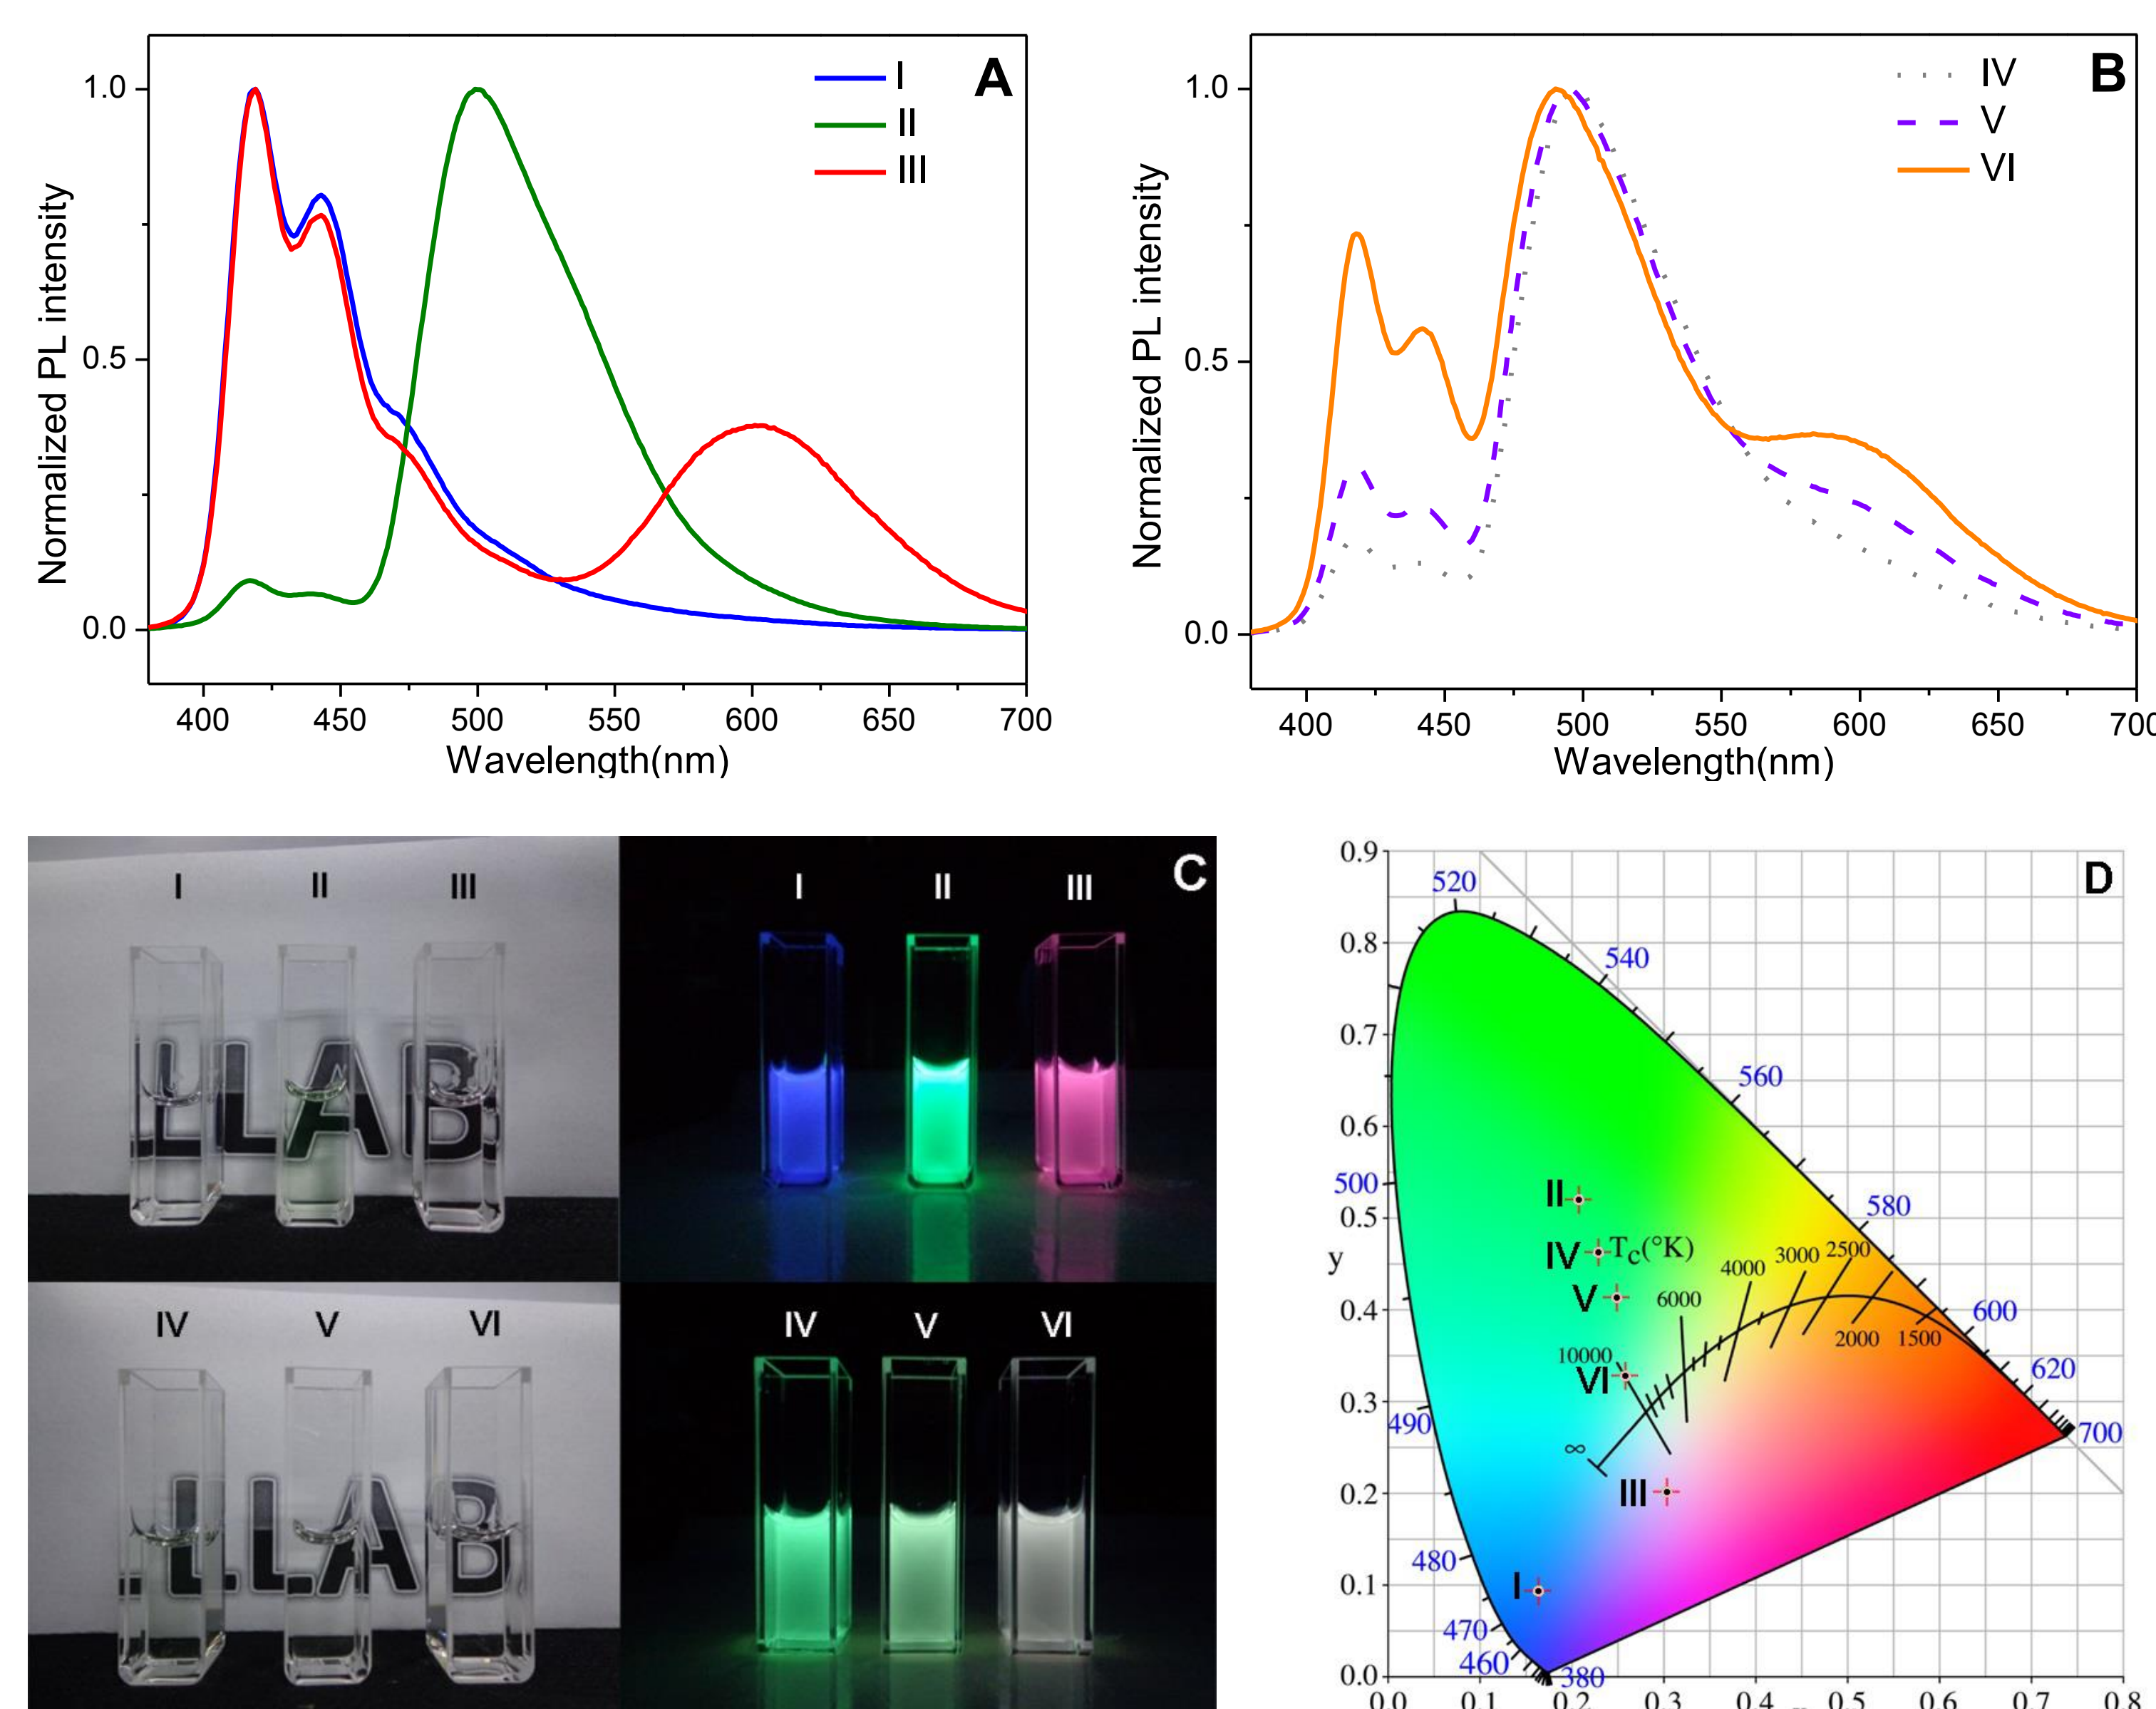 A
I
II
III
1.0
0.5
0.0
Normalized PL intensity
400 450 500 550 600 650 700
Wavelength(nm)
B
IV
V
VI
1.0
0.5
0.0
Normalized PL intensity
400 450 500 550 600 650 700
Wavelength(nm)
C
I II III
LLAB
I II III
IV V VI
LLAB
IV V VI
D
0.9
0.8
0.7
0.6
0.5
0.4
0.3
0.2
0.1
0.0
y
520
540
560
500
580
600
620
490
700
480
470
460
380
II
IV
Tc(°K)
V
VI
III
I
∞
10000
6000
4000
3000
2500
2000
1500
0.0 0.1 0.2 0.3 0.4 0.5 0.6 0.7 0.8